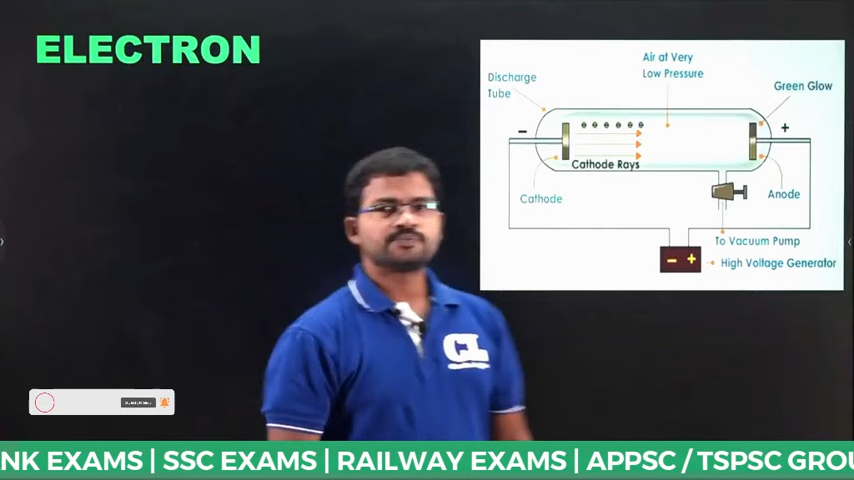 ELECTRON
Air at Very
Low Pressure
Discharge
Tube
Green Glow
Cathode Rays
Cathode
Anode
To Vacuum Pump
High Voltage Generator
CL
NK EXAMS | SSC EXAMS | RAILWAY EXAMS | APPSC / TSPSC GROU